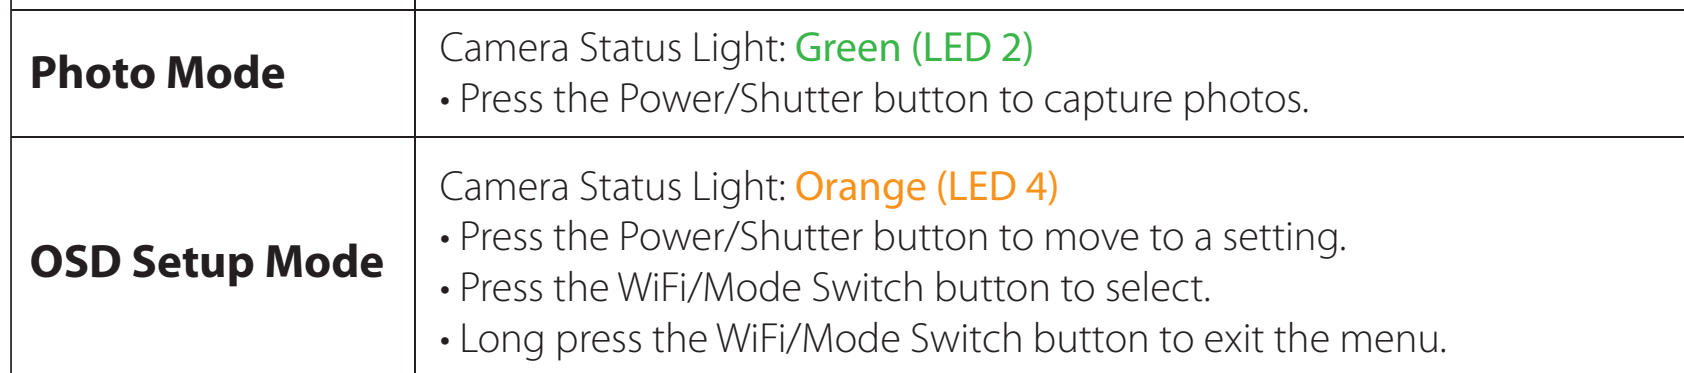 Photo Mode
Camera Status Light: Green (LED 2)
• Press the Power/Shutter button to capture photos.
OSD Setup Mode
Camera Status Light: Orange (LED 4)
• Press the Power/Shutter button to move to a setting.
• Press the WiFi/Mode Switch button to select.
• Long press the WiFi/Mode Switch button to exit the menu.